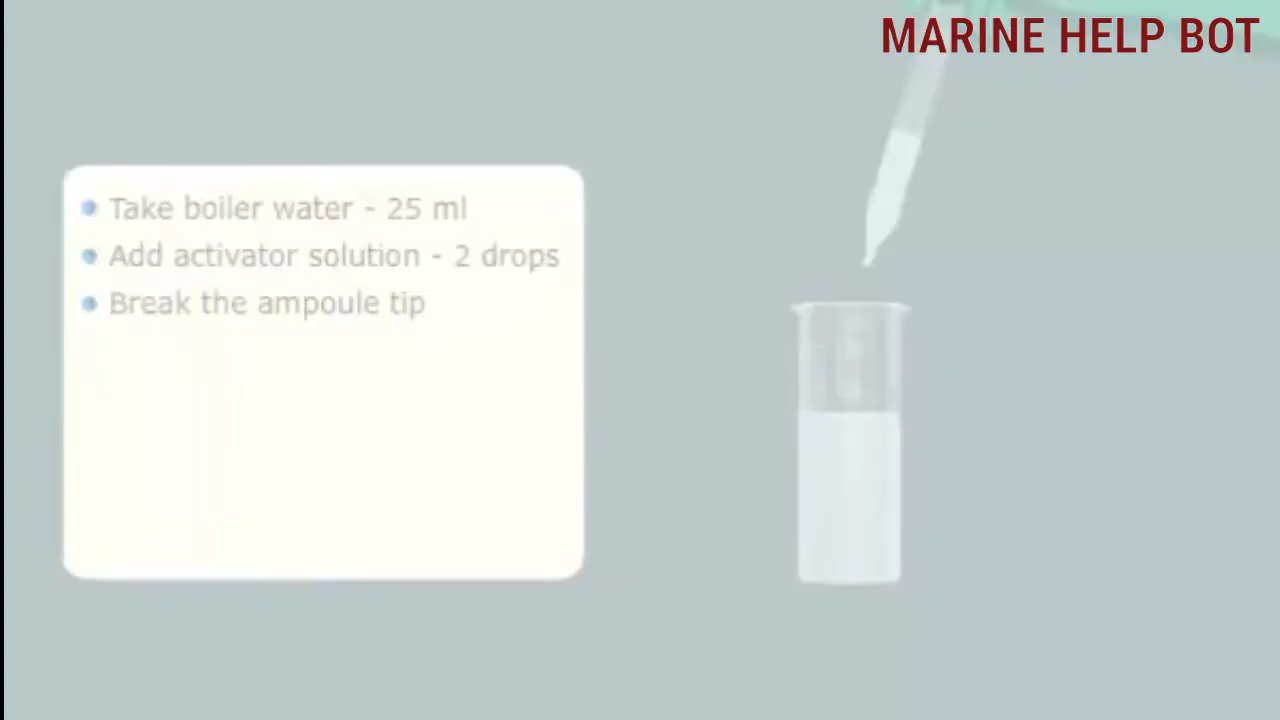 MARINE HELP BOT
Take boiler water - 25 ml
Add activator solution - 2 drops
Break the ampoule tip